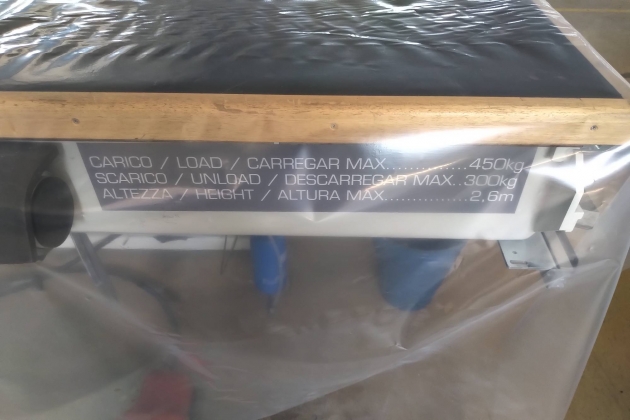 CARICO / LOAD / CARREGAR MAX..............450kg
SCARICO / UNLOAD / DESCARREGAR MAX..300kg
ALTEZZA / HEIGHT / ALTURA MAX...............2,6m